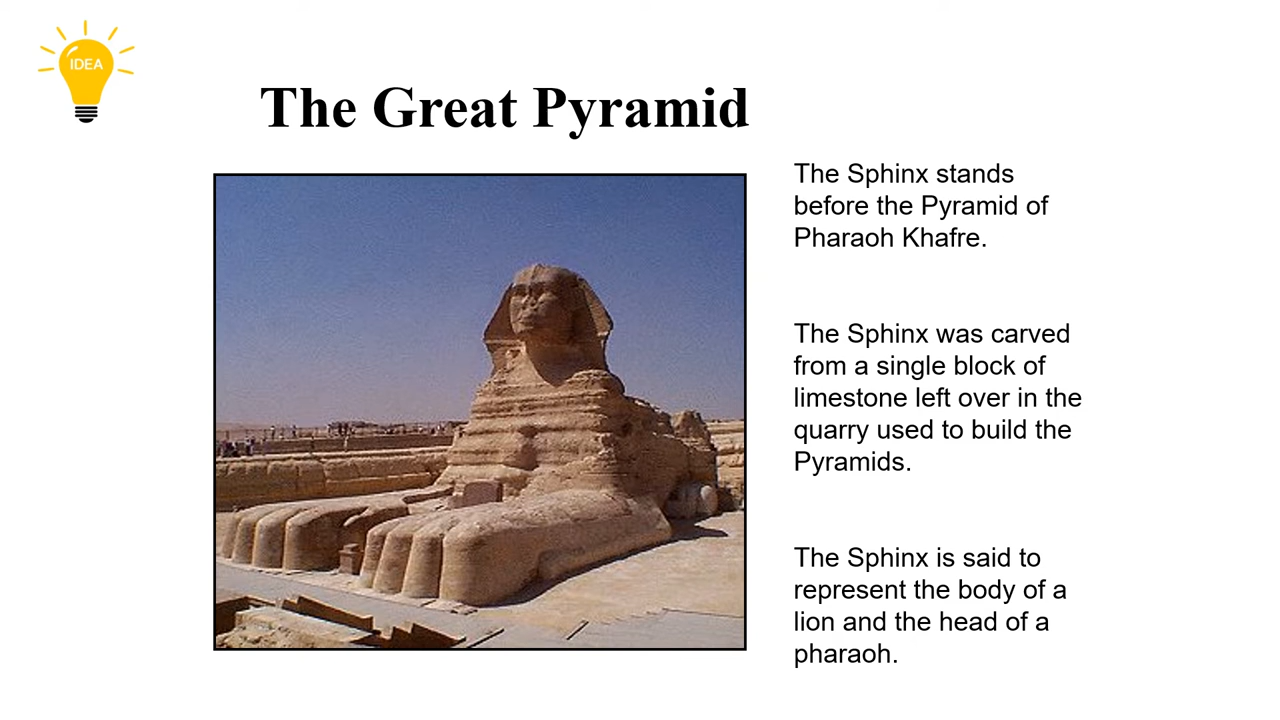 IDEA
The Great Pyramid
The Sphinx stands
before the Pyramid of
Pharaoh Khafre.
The Sphinx was carved
from a single block of
limestone left over in the
quarry used to build the
Pyramids.
The Sphinx is said to
represent the body of a
lion and the head of a
pharaoh.